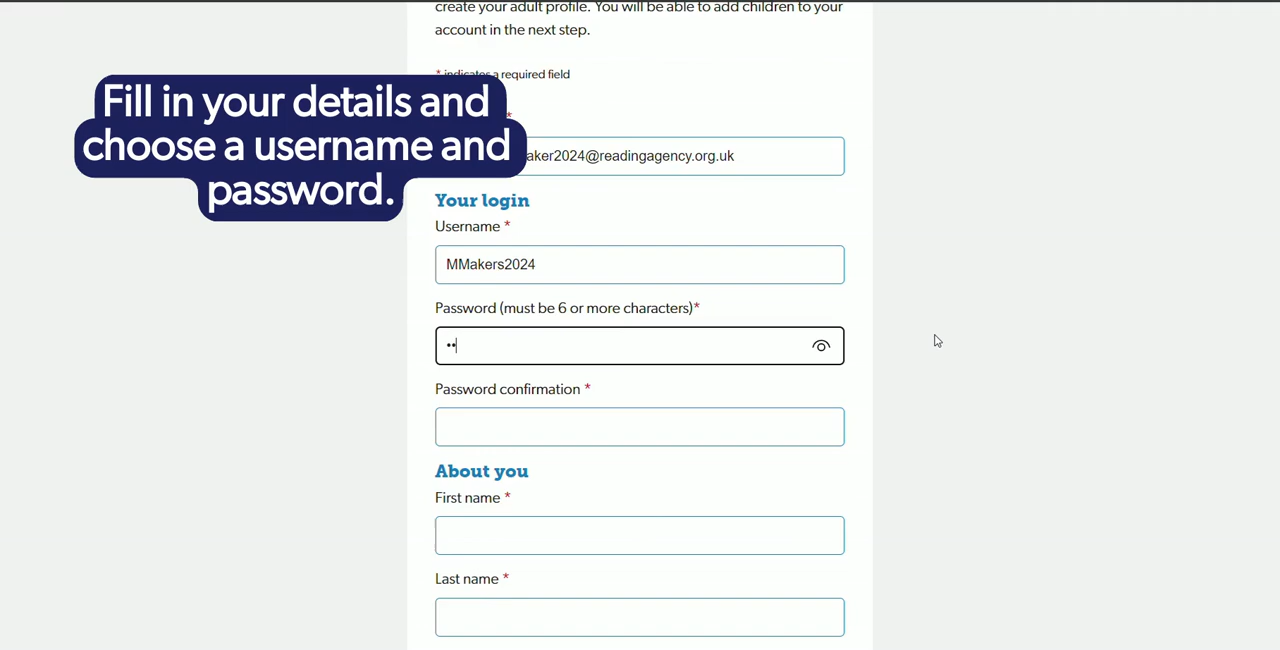 create your adult profile. You will be able to add children to your
account in the next step.
* indicates a required field
Fill in your details and
choose a username and
password.
*
aker2024@readingagency.org.uk
Your login
Username *
MMakers2024
Password (must be 6 or more characters)*
••
Password confirmation *
About you
First name *
Last name *